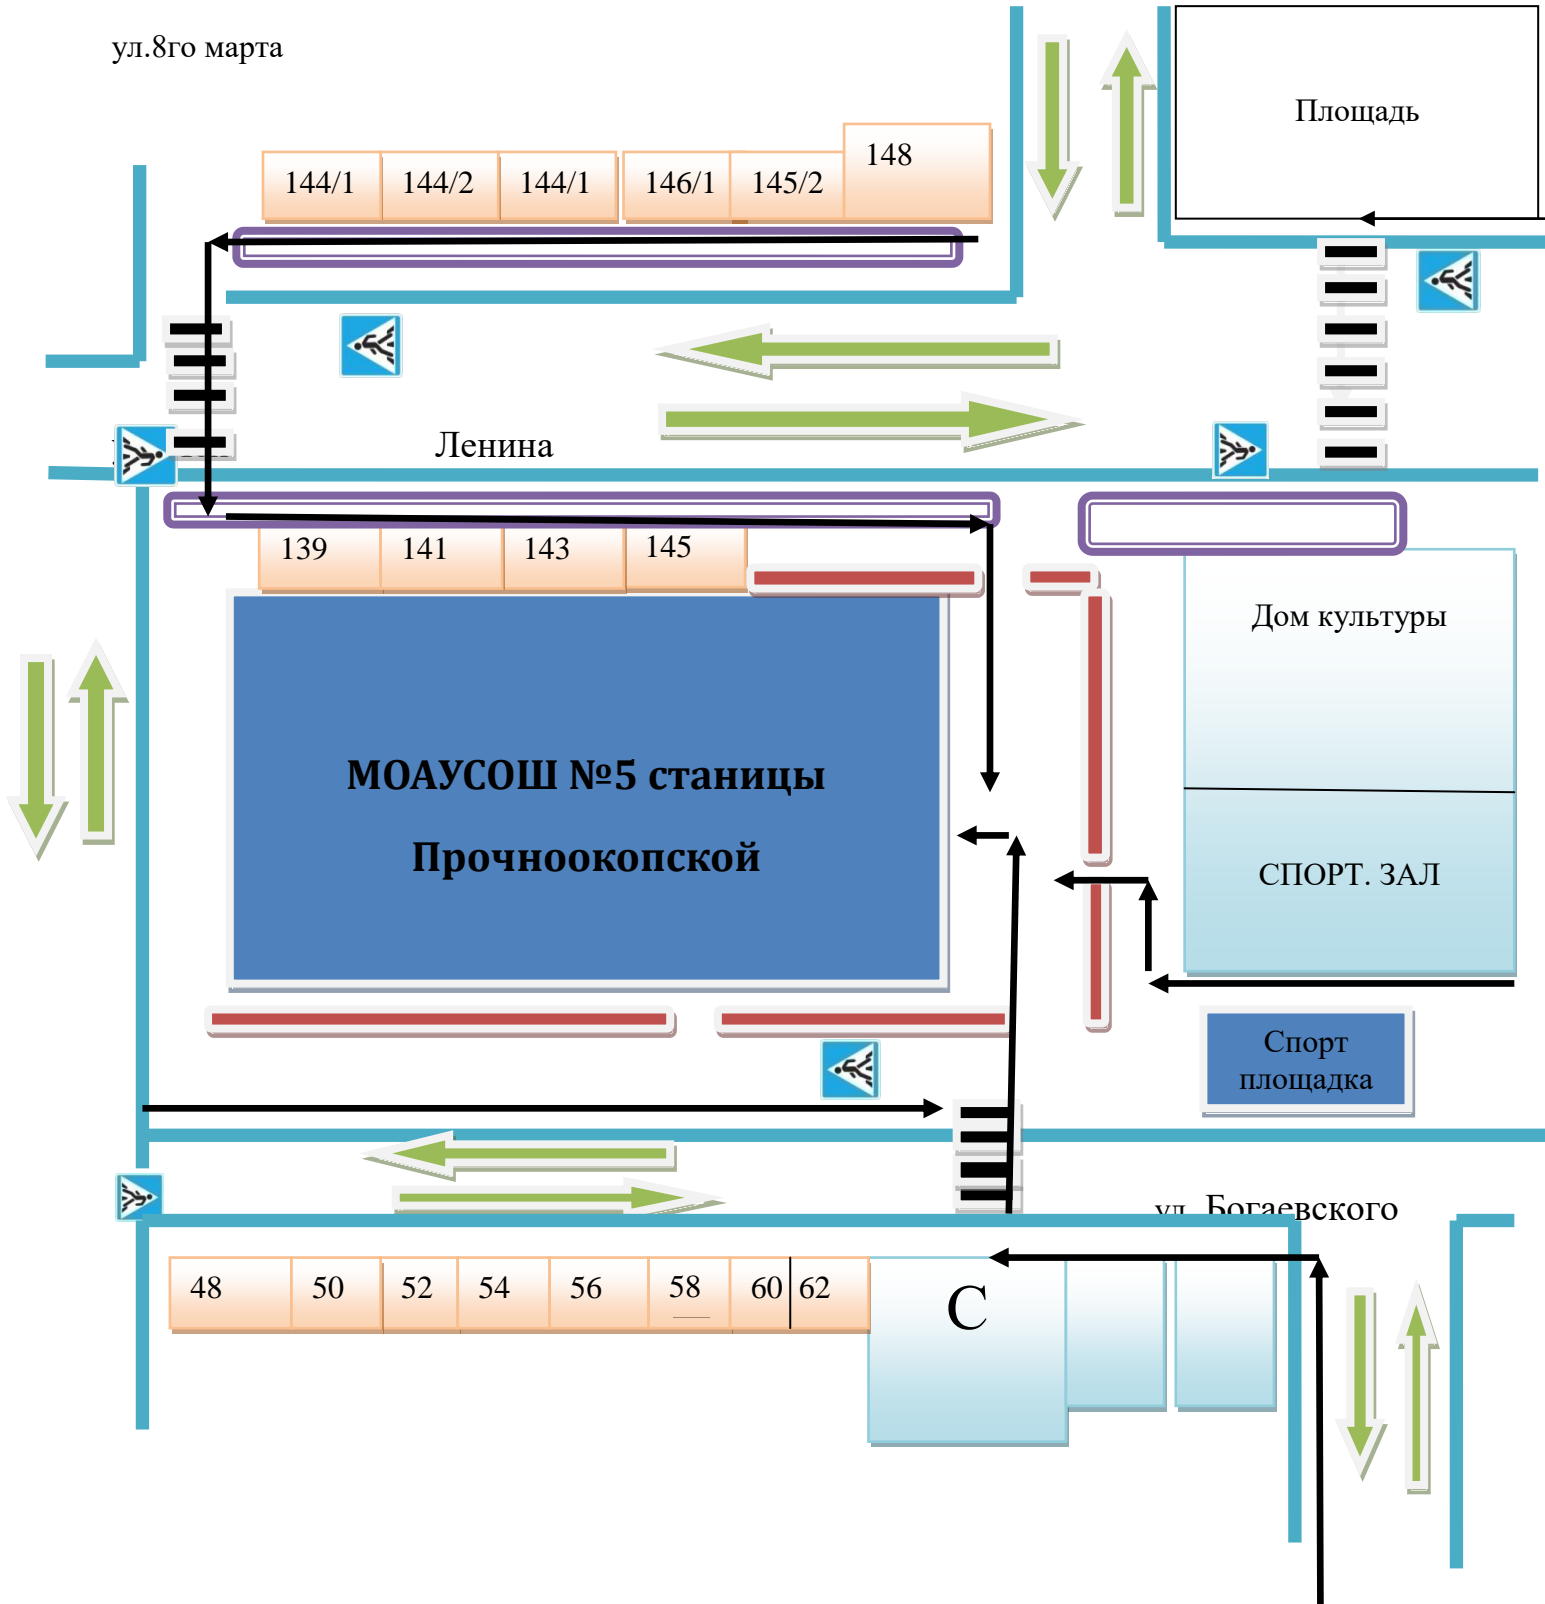 ул.8го марта
Площадь
148
144/1 144/2 144/1 146/1 145/2
Ленина
139 141 143 145
Дом культуры
МОАУСОШ №5 станицы
Прочноокопской
СПОРТ. ЗАЛ
Спорт
площадка
ул. Богаевского
48 50 52 54 56 58 60 62
С